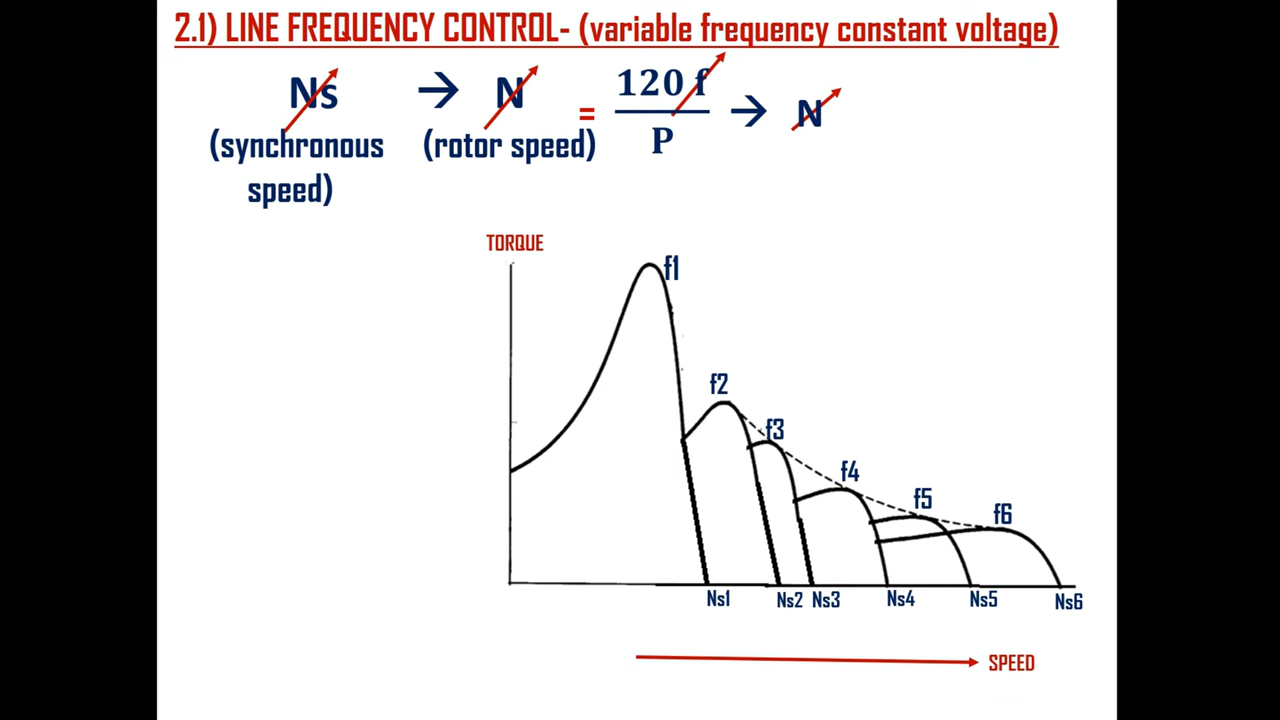 2.1) LINE FREQUENCY CONTROL- (variable frequency constant voltage)
Ns → N = 120 f → N
P
(synchronous (rotor speed)
speed)
TORQUE
f1
f2
f3
f4
f5
f6
Ns1 Ns2 Ns3 Ns4 Ns5 Ns6
SPEED